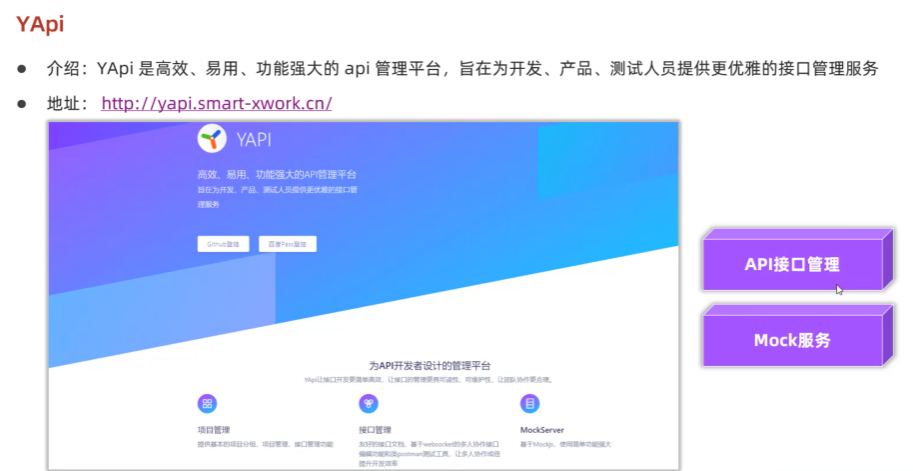 YApi
介绍：YApi 是高效、易用、功能强大的 api 管理平台，旨在为开发、产品、测试人员提供更优雅的接口管理服务
地址： http://yapi.smart-xwork.cn/
YAPI
高效、易用、功能强大的API管理平台
旨在为开发、产品、测试人员提供更优雅的接口管
理服务
Github登陆 百度Pass登陆
API接口管理
Mock服务
为API开发者设计的管理平台
YApi让接口开发更简单高效，让接口的管理更具可读性、可维护性，让团队协作更合理。
项目管理
提供基本的项目分组，项目管理，接口管理功能
接口管理
友好的接口文档，基于websocket的多人协作接口
编辑功能和类postman测试工具，让多人协作成倍
提升开发效率
MockServer
基于Mockjs，使用简单功能强大